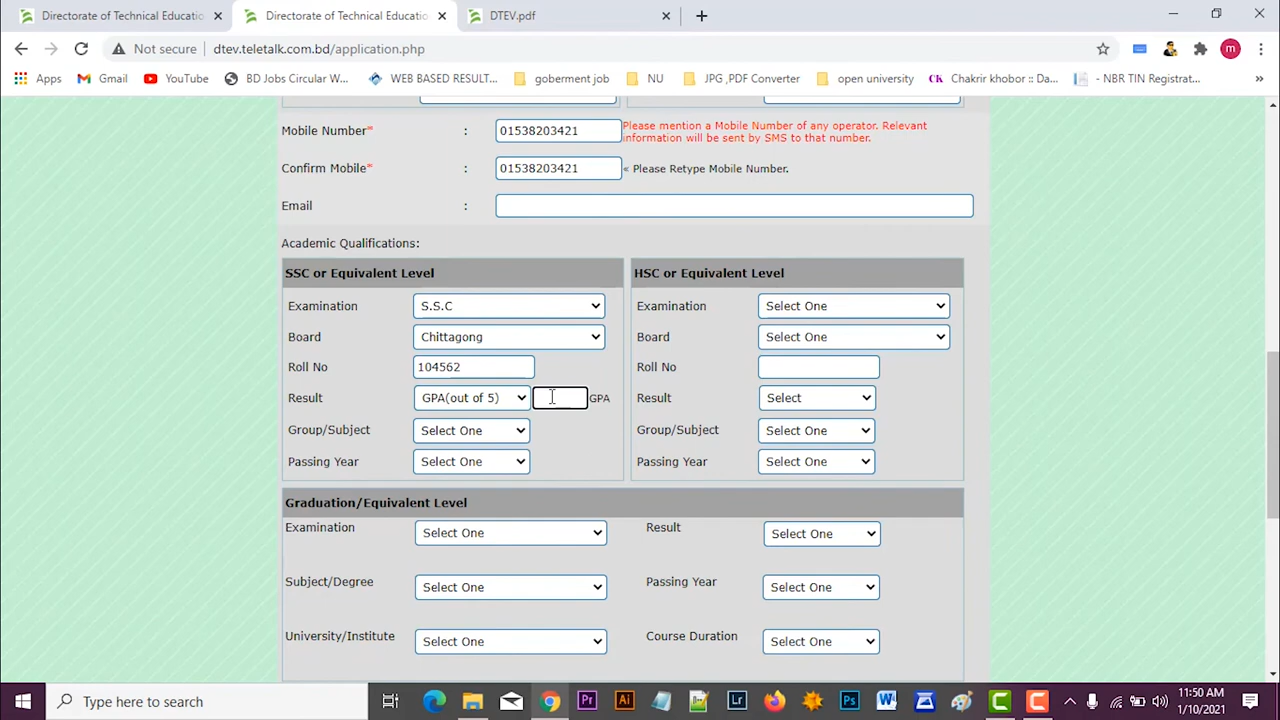 Directorate of Technical Educatio
Directorate of Technical Educatio
DTEV.pdf
Not secure
dtev.teletalk.com.bd/application.php
m
Apps
Gmail
YouTube
BD Jobs Circular W...
WEB BASED RESULT...
goberment job
NU
JPG ,PDF Converter
open university
CK
Chakrir khobor :: Da...
- NBR TIN Registrat...
»
Mobile Number* : 01538203421 Please mention a Mobile Number of any operator. Relevant
information will be sent by SMS to that number.
Confirm Mobile* : 01538203421 « Please Retype Mobile Number.
Email :
Academic Qualifications:
SSC or Equivalent Level
Examination S.S.C
Board Chittagong
Roll No 104562
Result GPA(out of 5) GPA
Group/Subject Select One
Passing Year Select One
HSC or Equivalent Level
Examination Select One
Board Select One
Roll No
Result Select
Group/Subject Select One
Passing Year Select One
Graduation/Equivalent Level
Examination Select One Result Select One
Subject/Degree Select One Passing Year Select One
University/Institute Select One Course Duration Select One
Type here to search
Pr
Ai
Lr
Ps
W
C
C
11:50 AM
1/10/2021